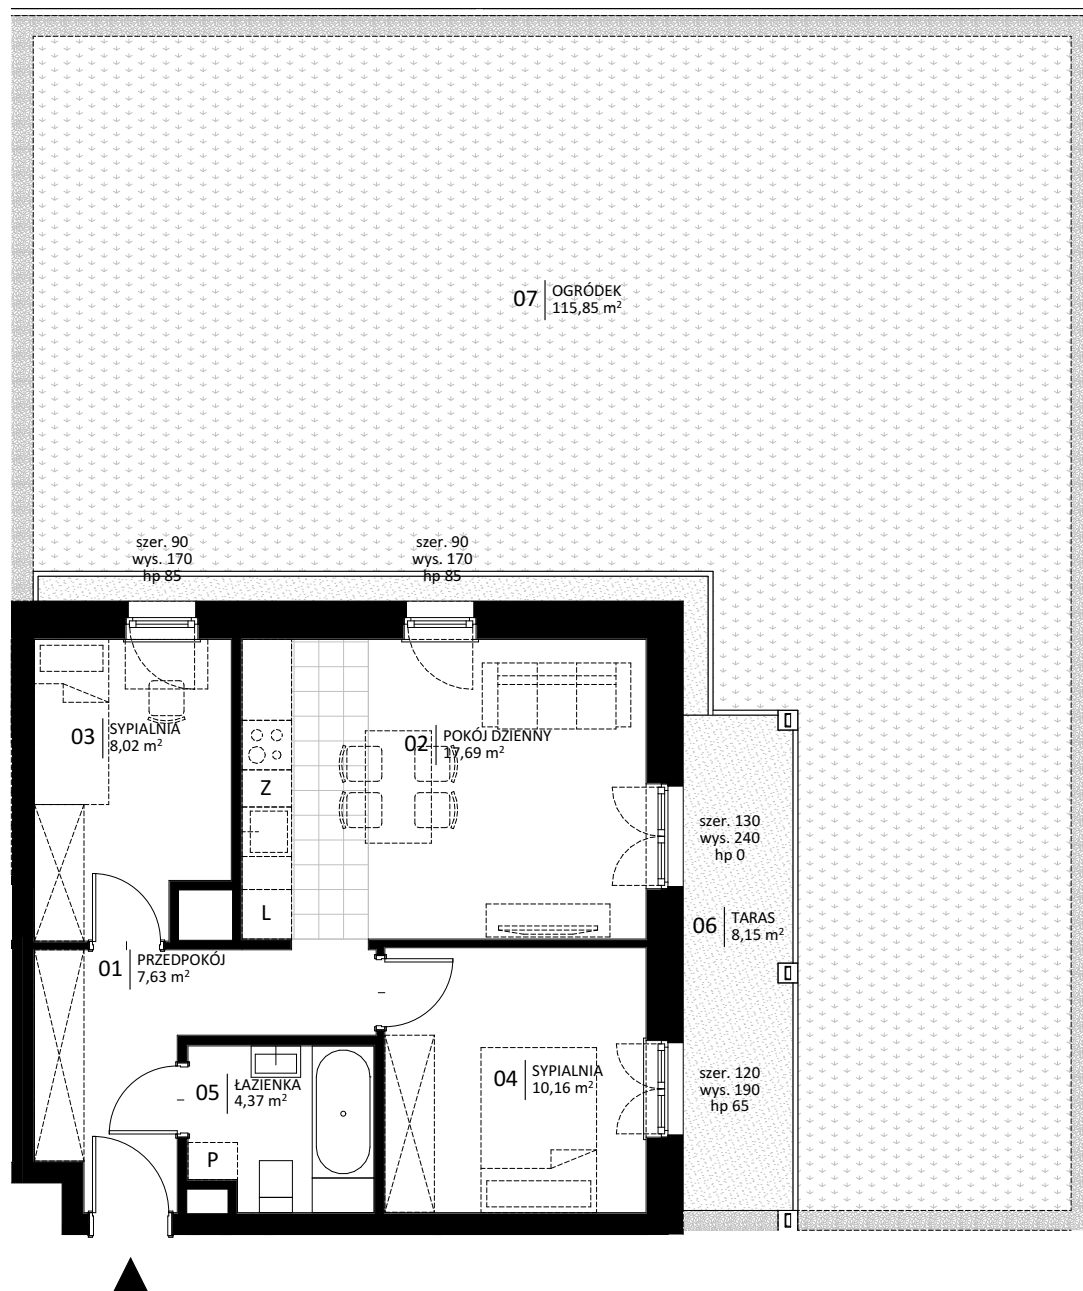 07 OGRÓDEK
115,85 m²
szer. 90
wys. 170
hp 85
szer. 90
wys. 170
hp 85
03 SYPIALNIA
8,02 m²
02 POKÓJ DZIENNY
17,69 m²
Z
L
szer. 130
wys. 240
hp 0
06 TARAS
8,15 m²
01 PRZEDPOKÓJ
7,63 m²
05 ŁAZIENKA
4,37 m²
P
04 SYPIALNIA
10,16 m²
szer. 120
wys. 190
hp 65